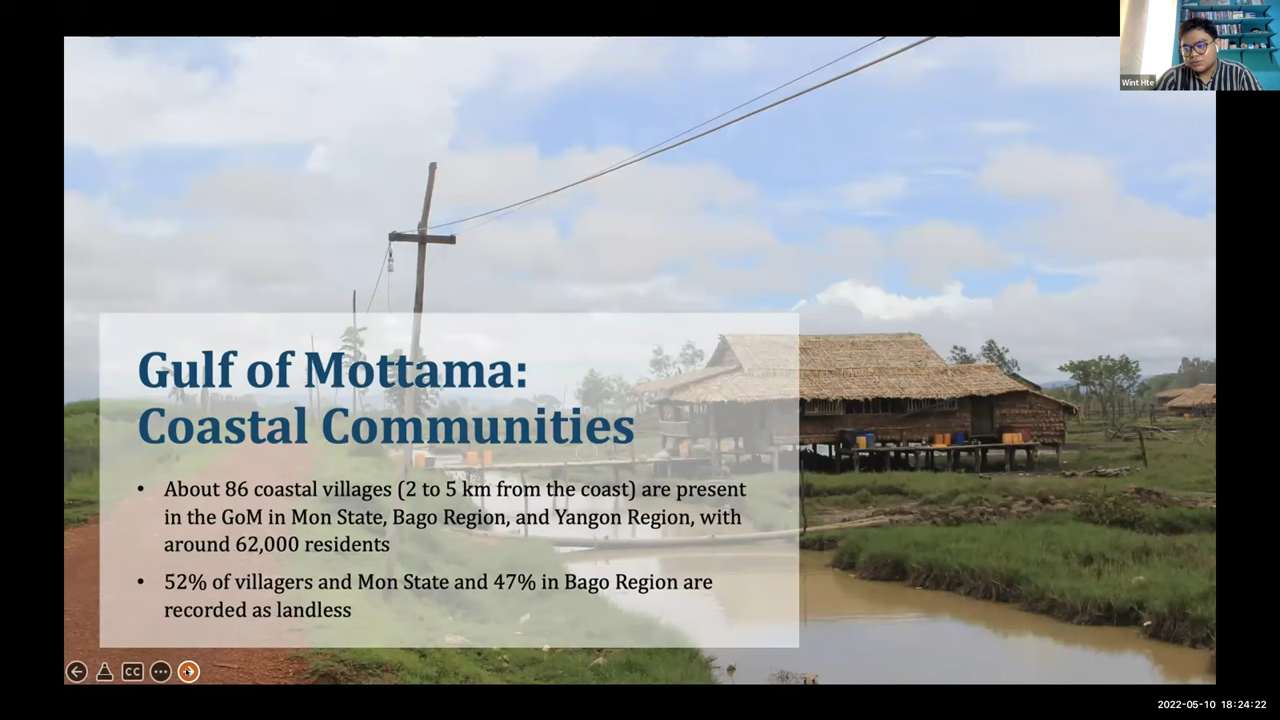 Wint Hte
Gulf of Mottama:
Coastal Communities
• About 86 coastal villages (2 to 5 km from the coast) are present
in the GoM in Mon State, Bago Region, and Yangon Region, with
around 62,000 residents
• 52% of villagers and Mon State and 47% in Bago Region are
recorded as landless
CC
2022-05-10 18:24:22